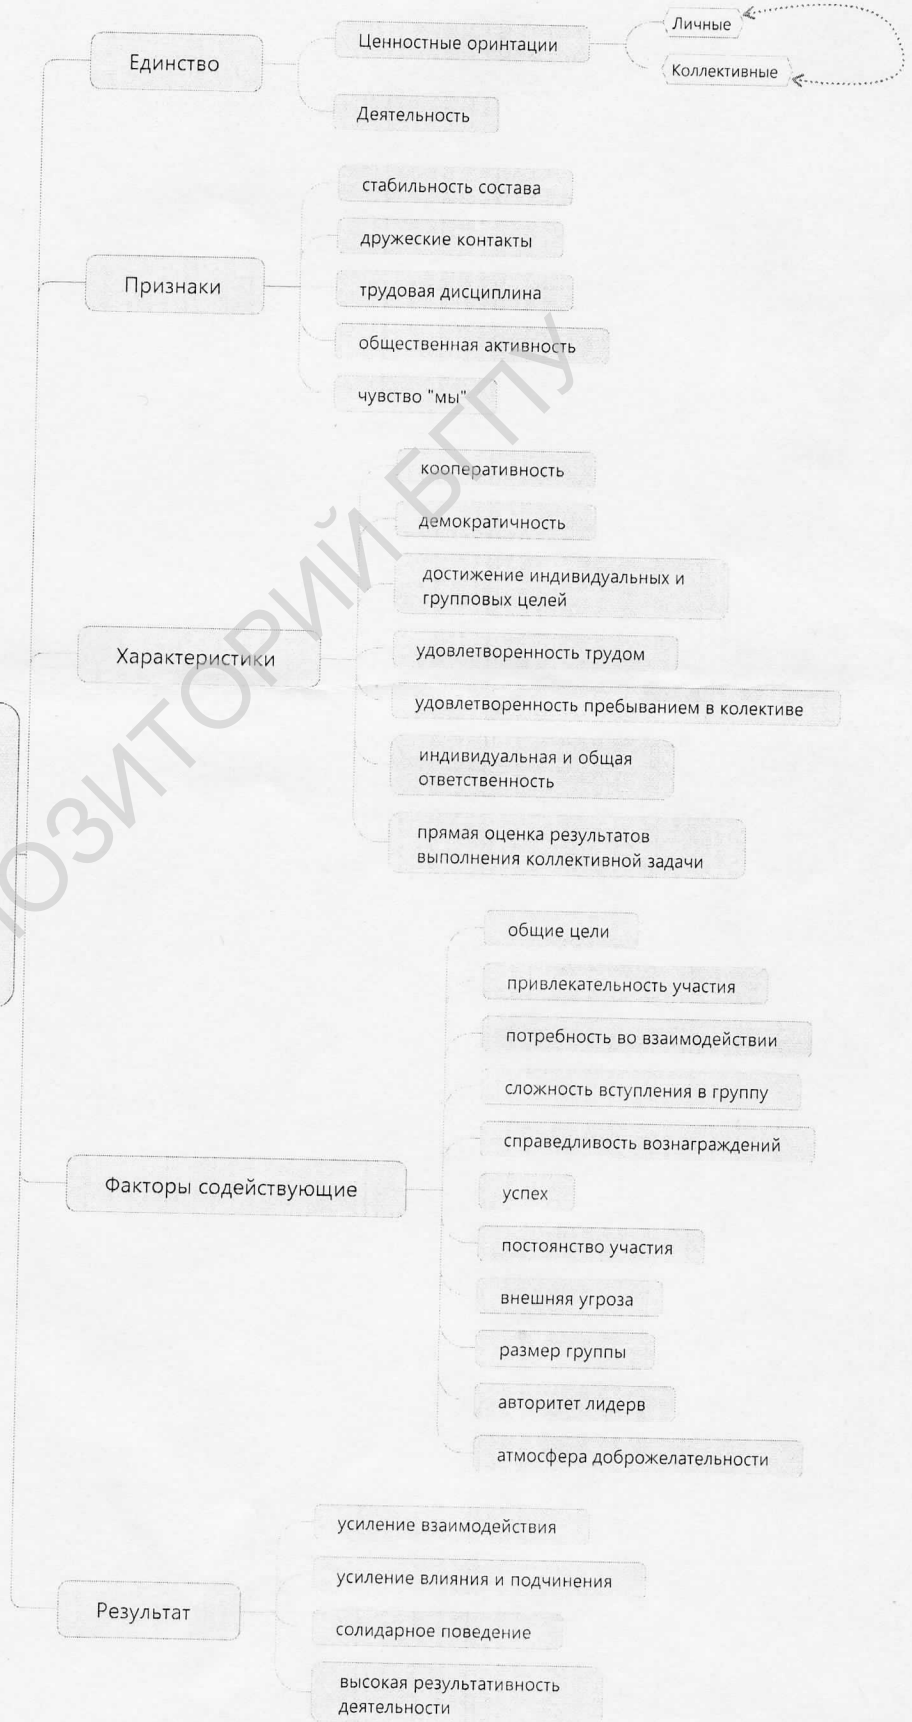 Единство
Ценностные оринтации
Личные
Коллективные
Деятельность
Признаки
стабильность состава
дружеские контакты
трудовая дисциплина
общественная активность
чувство "мы"
Характеристики
кооперативность
демократичность
достижение индивидуальных и
групповых целей
удовлетворенность трудом
удовлетворенность пребыванием в колективе
индивидуальная и общая
ответственность
прямая оценка результатов
выполнения коллективной задачи
Факторы содействующие
общие цели
привлекательность участия
потребность во взаимодействии
сложность вступления в группу
справедливость вознаграждений
успех
постоянство участия
внешняя угроза
размер группы
авторитет лидерв
атмосфера доброжелательности
Результат
усиление взаимодействия
усиление влияния и подчинения
солидарное поведение
высокая результативность
деятельности
ПОЗИТОРИЙ БГПУ